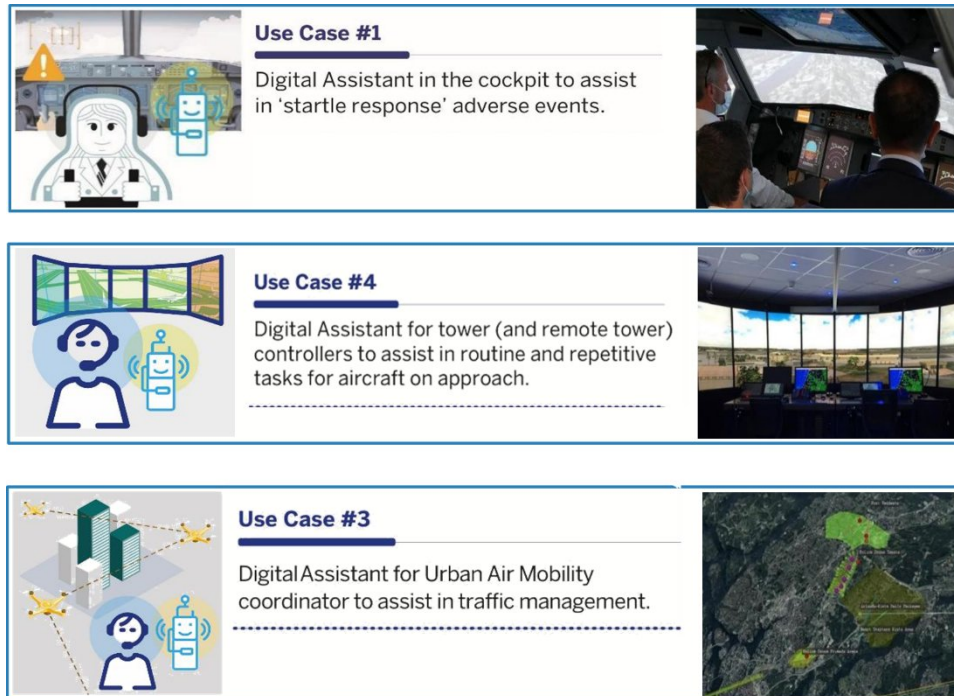 Use Case #1
Digital Assistant in the cockpit to assist
in ‘startle response’ adverse events.
Use Case #4
Digital Assistant for tower (and remote tower)
controllers to assist in routine and repetitive
tasks for aircraft on approach.
Use Case #3
Digital Assistant for Urban Air Mobility
coordinator to assist in traffic management.